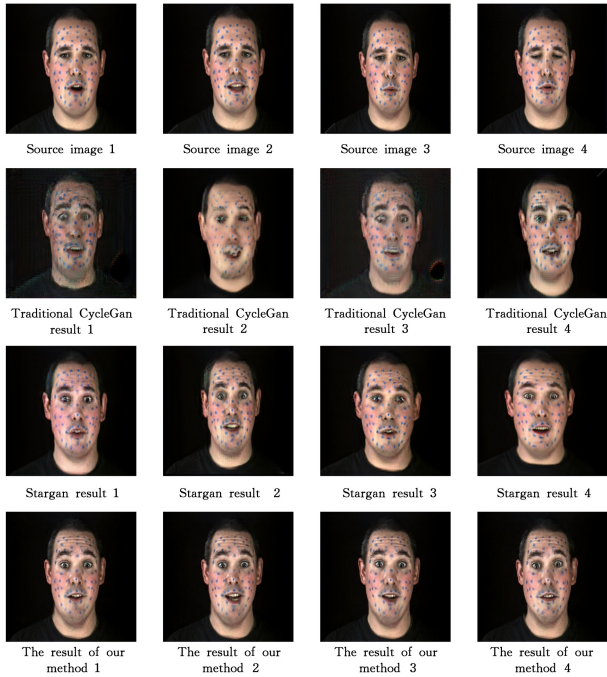 Source image 1
Source image 2
Source image 3
Source image 4
Traditional CycleGan
result 1
Traditional CycleGan
result 2
Traditional CycleGan
result 3
Traditional CycleGan
result 4
Stargan result 1
Stargan result 2
Stargan result 3
Stargan result 4
The result of our
method 1
The result of our
method 2
The result of our
method 3
The result of our
method 4